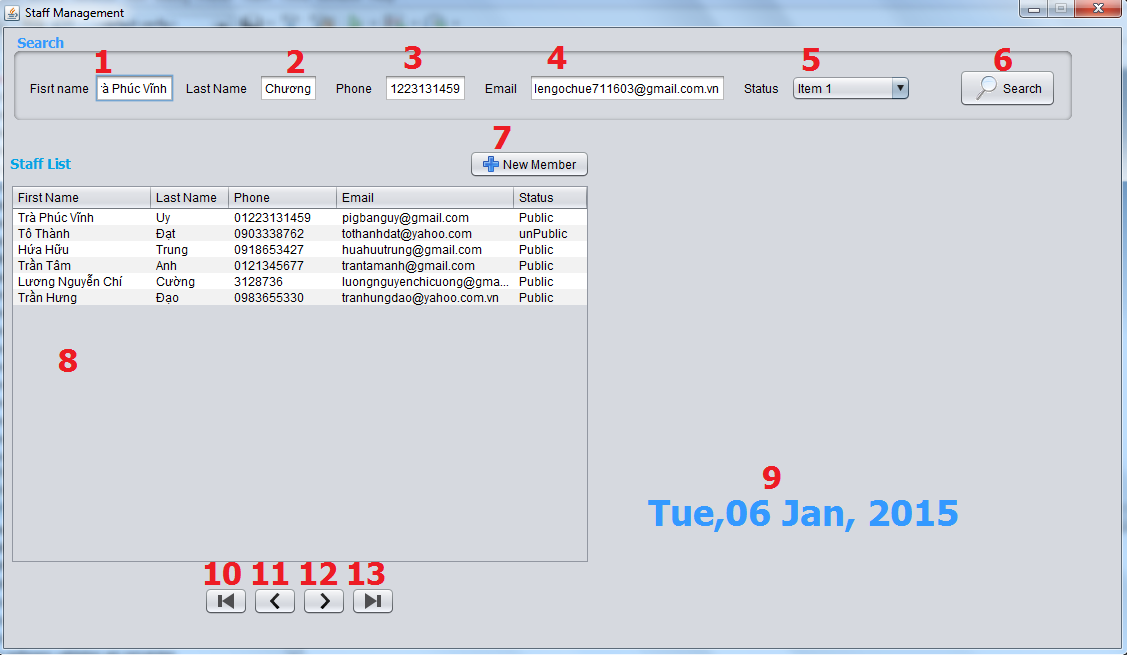 Staff Management
Search
1 2 3 4 5 6
Fisrt name à Phúc Vĩnh Last Name Chương Phone 1223131459 Email lengochue711603@gmail.com.vn Status Item 1 Search
7
Staff List New Member
First Name Last Name Phone Email Status
Trà Phúc Vĩnh Uy 01223131459 pigbanguy@gmail.com Public
Tô Thành Đạt 0903338762 tothanhdat@yahoo.com unPublic
Hứa Hữu Trung 0918653427 huahuutrung@gmail.com Public
Trần Tâm Anh 0121345677 trantamanh@gmail.com Public
Lương Nguyễn Chí Cường 3128736 luongnguyenchicuong@gma... Public
Trần Hưng Đạo 0983655330 tranhungdao@yahoo.com.vn Public
8
9
Tue,06 Jan, 2015
10 11 12 13